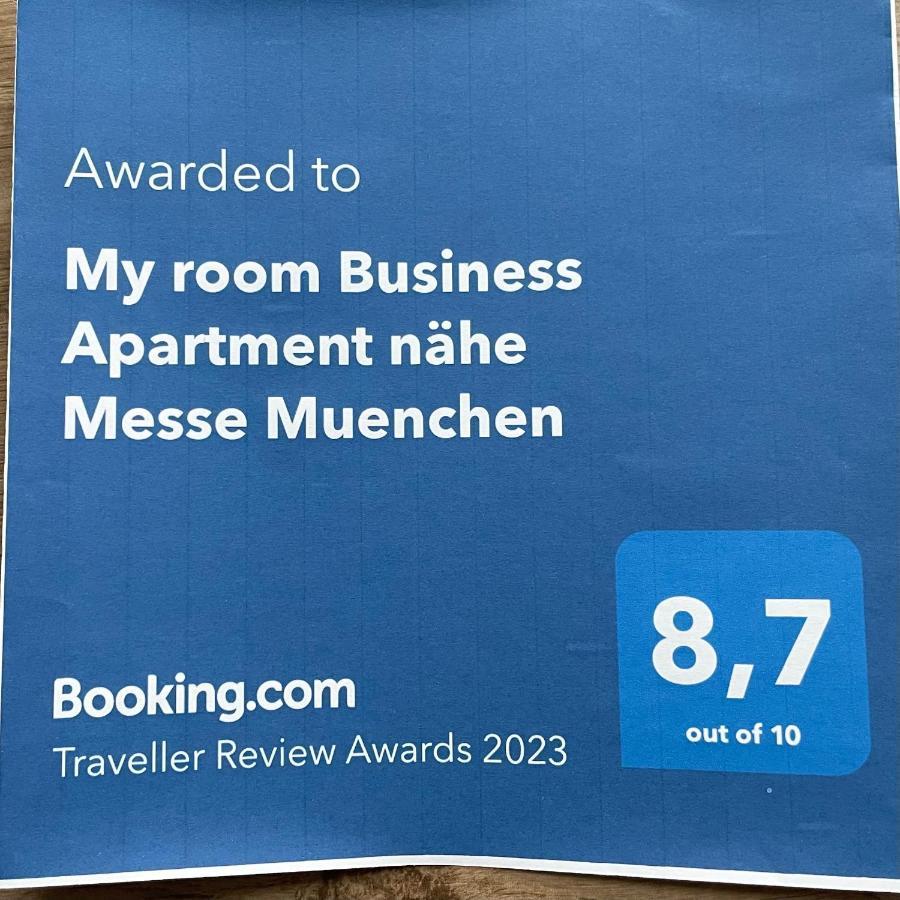 Awarded to
My room Business
Apartment nähe
Messe Muenchen
8,7
out of 10
Booking.com
Traveller Review Awards 2023